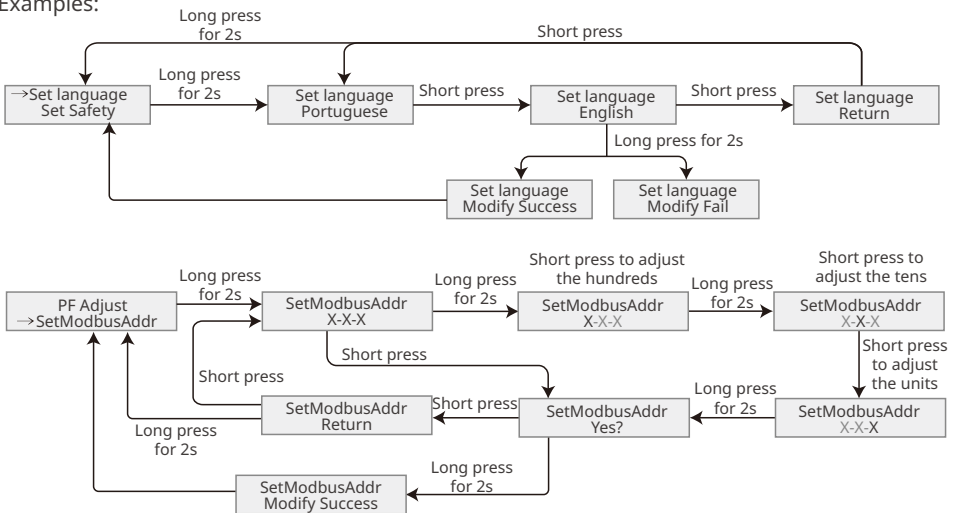 Examples:
Long press
for 2s
Short press
→Set language
Set Safety
Long press
for 2s
Set language
Portuguese
Short press
Set language
English
Short press
Set language
Return
Long press for 2s
Set language
Modify Success
Set language
Modify Fail
PF Adjust
→SetModbusAddr
Long press
for 2s
SetModbusAddr
X-X-X
Long press
for 2s
Short press to adjust
the hundreds
SetModbusAddr
X-X-X
Long press
for 2s
Short press to
adjust the tens
SetModbusAddr
X-X-X
Short press
to adjust
the units
Short press
Short press
SetModbusAddr
Return
Short press
SetModbusAddr
Yes?
Long press
for 2s
SetModbusAddr
X-X-X
Long press
for 2s
SetModbusAddr
Modify Success
Long press
for 2s